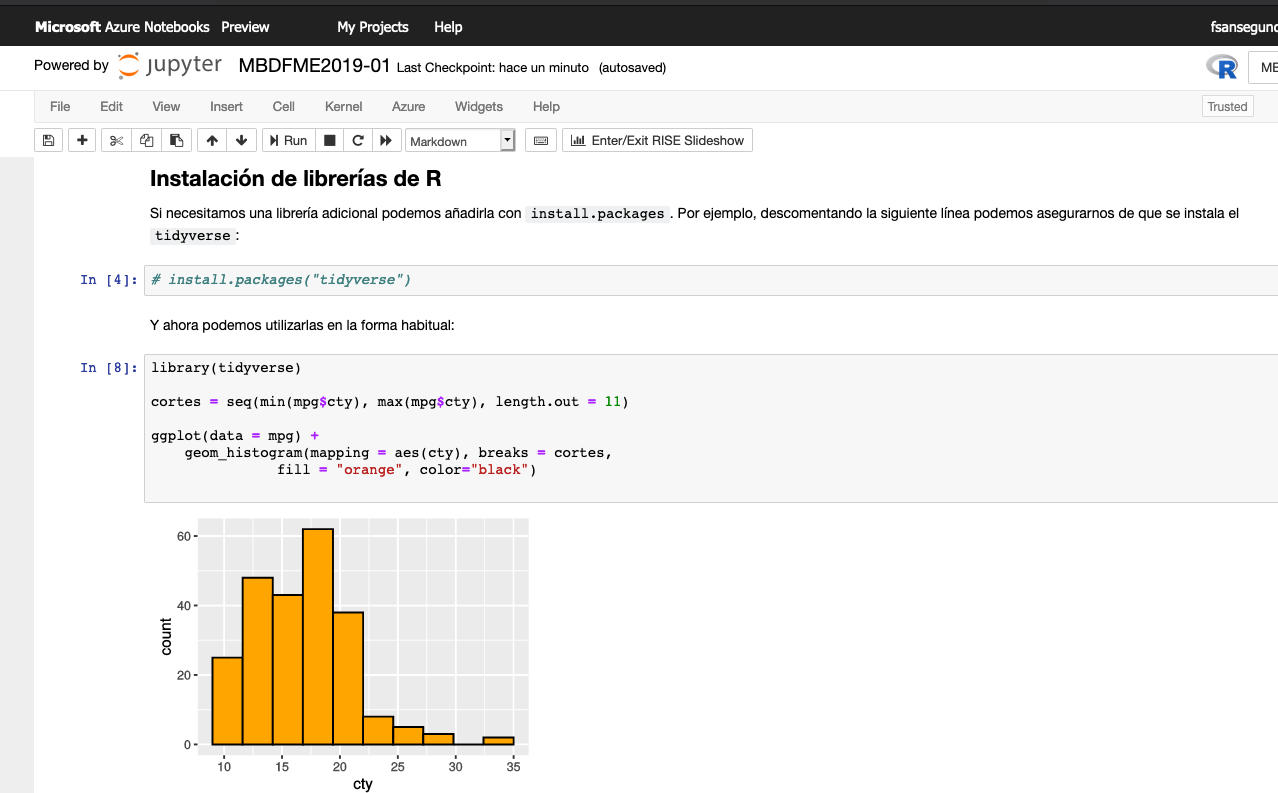 Microsoft Azure Notebooks Preview My Projects Help fsansegund
Powered by jupyter MBDFME2019-01 Last Checkpoint: hace un minuto (autosaved) R ME
File Edit View Insert Cell Kernel Azure Widgets Help Trusted
Run Markdown Enter/Exit RISE Slideshow
Instalación de librerías de R
Si necesitamos una librería adicional podemos añadirla con install.packages . Por ejemplo, descomentando la siguiente línea podemos asegurarnos de que se instala el
tidyverse :
In [4]: # install.packages("tidyverse")
Y ahora podemos utilizarlas en la forma habitual:
In [8]: library(tidyverse)
cortes = seq(min(mpg$cty), max(mpg$cty), length.out = 11)
ggplot(data = mpg) +
geom_histogram(mapping = aes(cty), breaks = cortes,
fill = "orange", color="black")
60
40
20
0
count
10 15 20 25 30 35
cty